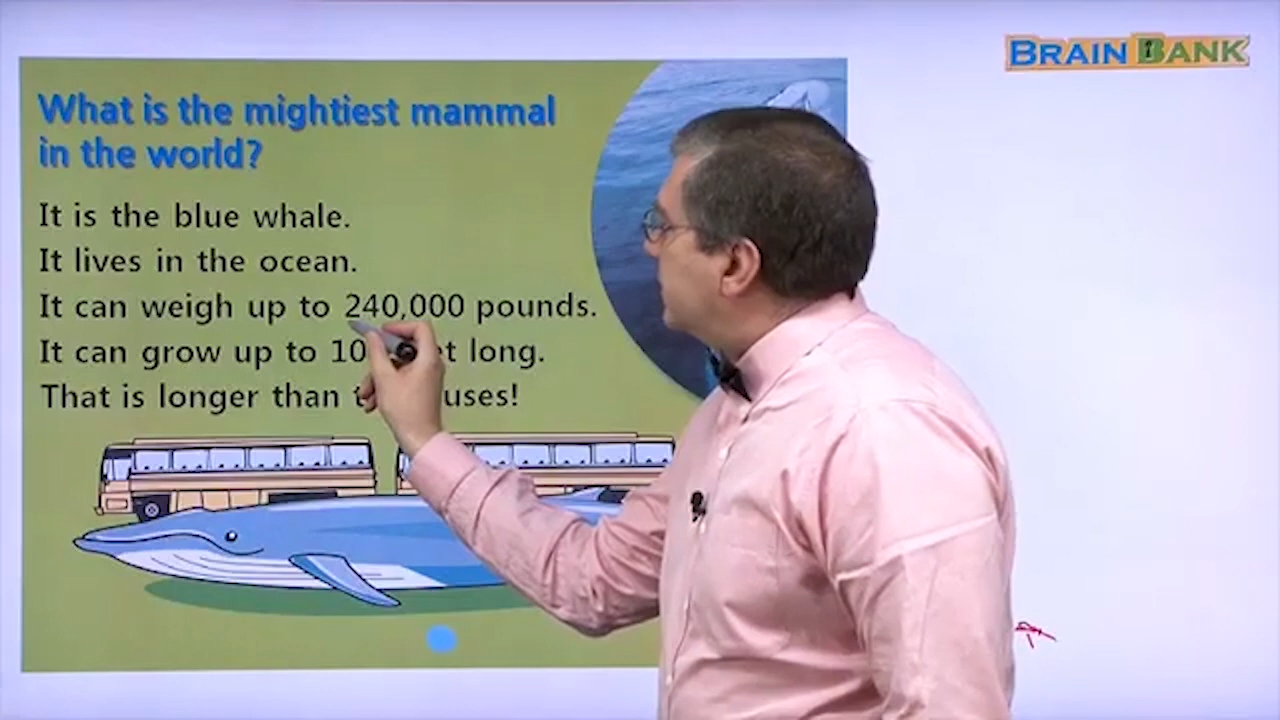 BRAIN BANK
What is the mightiest mammal
in the world?
It is the blue whale.
It lives in the ocean.
It can weigh up to 240,000 pounds.
It can grow up to long.
That is longer than